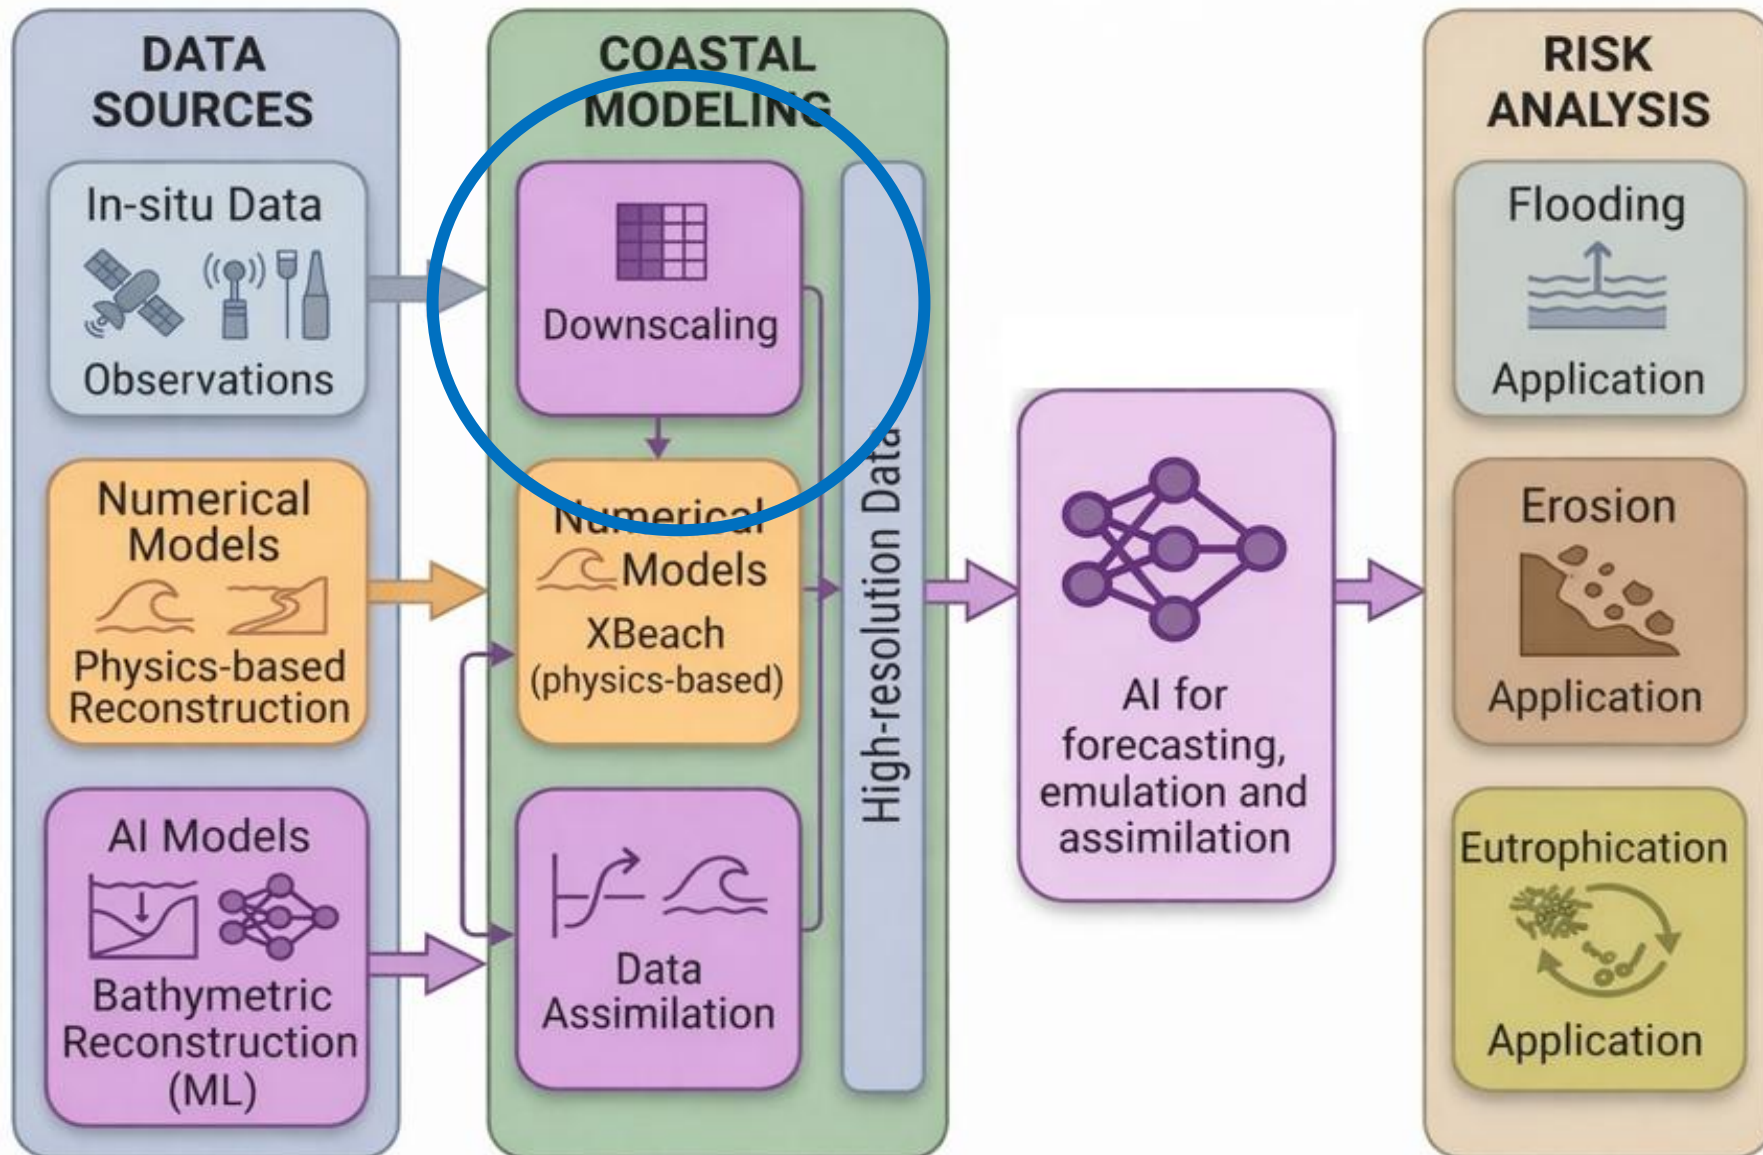 DATA
SOURCES
In-situ Data
Observations
Numerical
Models
Physics-based
Reconstruction
AI Models
Bathymetric
Reconstruction
(ML)
COASTAL
MODELING
Downscaling
Numerical
Models
XBeach
(physics-based)
Data
Assimilation
High-resolution Data
AI for
forecasting,
emulation and
assimilation
RISK
ANALYSIS
Flooding
Application
Erosion
Application
Eutrophication
Application